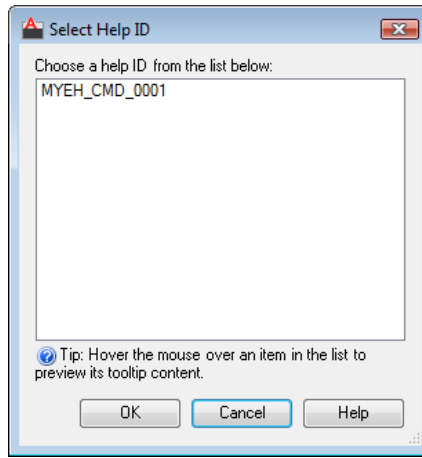 Select Help ID
Choose a help ID from the list below:
MYEH_CMD_0001
Tip: Hover the mouse over an item in the list to
preview its tooltip content.
OK Cancel Help